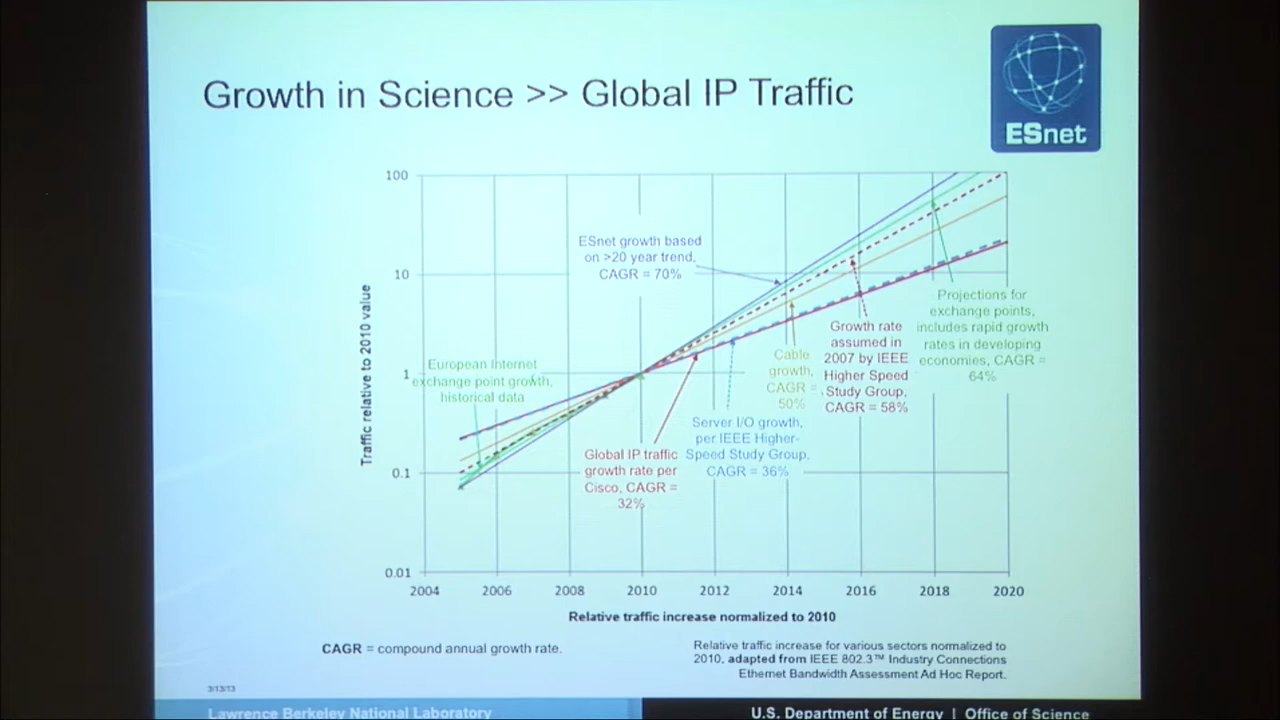 Growth in Science >> Global IP Traffic
ESnet
100
10
1
0.1
0.01
Traffic relative to 2010 value
ESnet growth based
on >20 year trend,
CAGR = 70%
European Internet
exchange point growth,
historical data
Global IP traffic
growth rate per
Cisco, CAGR =
32%
Server I/O growth,
per IEEE Higher-
Speed Study Group,
CAGR = 36%
Cable
growth,
CAGR =
50%
Growth rate
assumed in
2007 by IEEE
Higher Speed
Study Group,
CAGR = 58%
Projections for
exchange points,
includes rapid growth
rates in developing
economies, CAGR =
64%
2004 2006 2008 2010 2012 2014 2016 2018 2020
Relative traffic increase normalized to 2010
CAGR = compound annual growth rate.
Relative traffic increase for various sectors normalized to
2010, adapted from IEEE 802.3™ Industry Connections
Ethernet Bandwidth Assessment Ad Hoc Report.
3/13/13
Lawrence Berkeley National Laboratory
U.S. Department of Energy | Office of Science